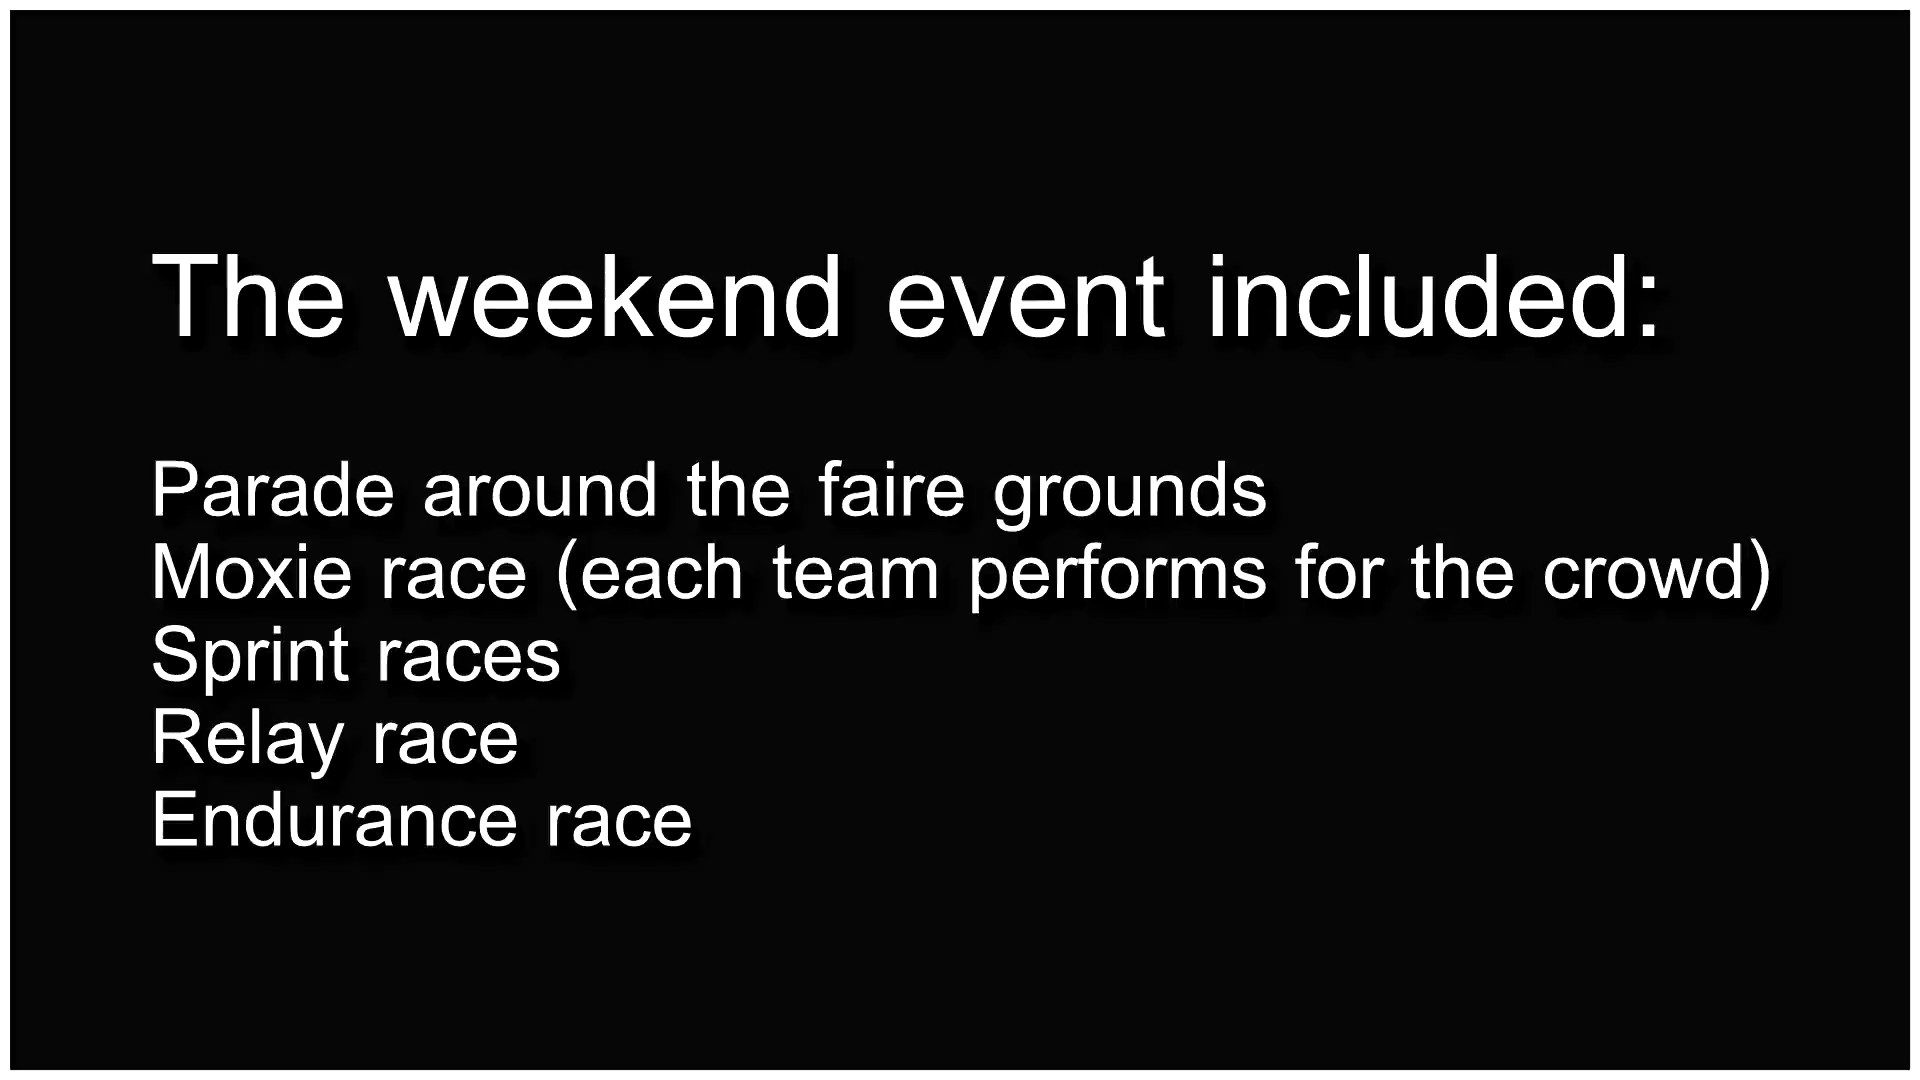 The weekend event included:
Parade around the faire grounds
Moxie race (each team performs for the crowd)
Sprint races
Relay race
Endurance race